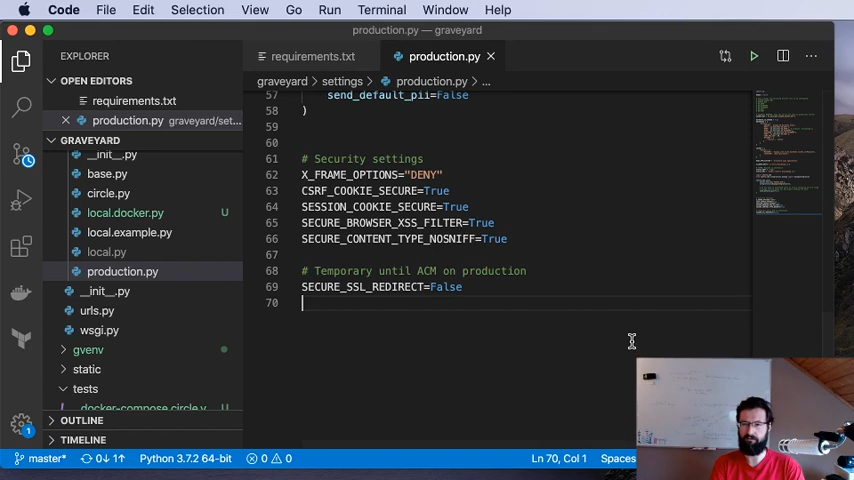 Code File Edit Selection View Go Run Terminal Window Help
production.py — graveyard
EXPLORER
requirements.txt
production.py
OPEN EDITORS
graveyard settings production.py ...
requirements.txt
production.py graveyard/set...
GRAVEYARD
__init__.py
base.py
circle.py
local.docker.py U
local.example.py
local.py
production.py
__init__.py
urls.py
wsgi.py
gvenv
static
tests
docker-compose.circle.y
OUTLINE
TIMELINE
57 send_default_pii=False
58 )
59
60
61 # Security settings
62 X_FRAME_OPTIONS="DENY"
63 CSRF_COOKIE_SECURE=True
64 SESSION_COOKIE_SECURE=True
65 SECURE_BROWSER_XSS_FILTER=True
66 SECURE_CONTENT_TYPE_NOSNIFF=True
67
68 # Temporary until ACM on production
69 SECURE_SSL_REDIRECT=False
70
1
master* 0↓ 1↑ Python 3.7.2 64-bit 0 0 Ln 70, Col 1 Spaces